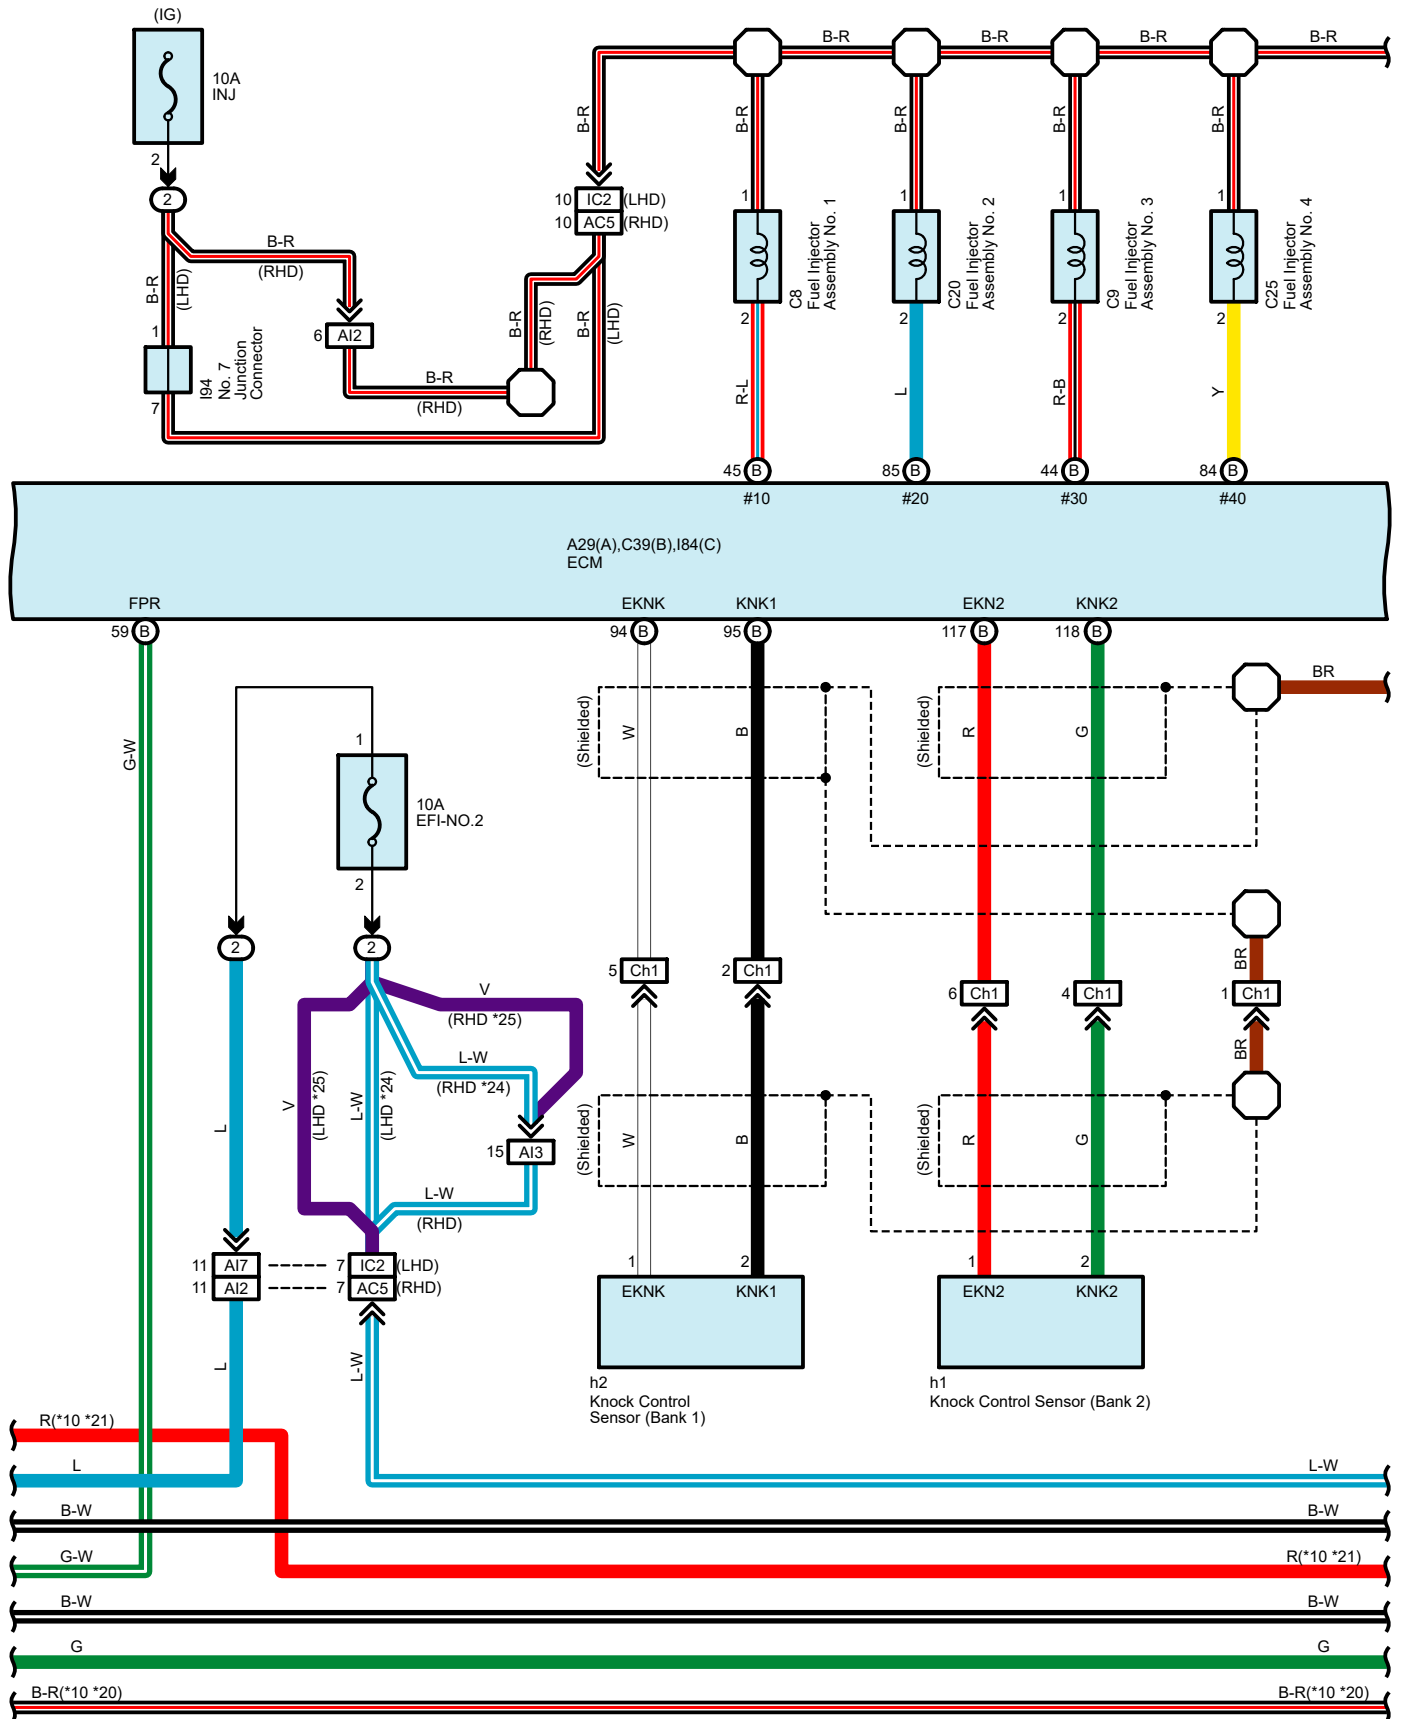 (IG)
10A
INJ
2
2
B-R
(RHD)
B-R
(LHD)
1
I94
No. 7
Junction
Connector
7
6
AI2
B-R
(RHD)
B-R
(RHD)
B-R
(LHD)
10
IC2
(LHD)
10
AC5
(RHD)
B-R
B-R
B-R
B-R
B-R
B-R
B-R
B-R
B-R
1
1
1
1
C8
Fuel Injector
Assembly No. 1
C20
Fuel Injector
Assembly No. 2
C9
Fuel Injector
Assembly No. 3
C25
Fuel Injector
Assembly No. 4
2
2
2
2
R-L
L
R-B
Y
45
B
85
B
44
B
84
B
#10
#20
#30
#40
A29(A),C39(B),I84(C)
ECM
FPR
EKNK
KNK1
EKN2
KNK2
59
B
94
B
95
B
117
B
118
B
G-W
1
10A
EFI-NO.2
2
2
2
(Shielded)
W
B
(Shielded)
R
G
BR
V
(RHD *25)
L-W
(RHD *24)
V
(LHD *25)
L-W
(LHD *24)
L
15
AI3
L-W
(RHD)
5
Ch1
2
Ch1
6
Ch1
4
Ch1
BR
1
Ch1
BR
(Shielded)
W
B
(Shielded)
R
G
11
AI7
7
IC2
(LHD)
11
AI2
7
AC5
(RHD)
L
L-W
1
2
1
2
EKNK
KNK1
EKN2
KNK2
h2
Knock Control
Sensor (Bank 1)
h1
Knock Control Sensor (Bank 2)
R(*10 *21)
L
L-W
B-W
B-W
G-W
R(*10 *21)
B-W
B-W
G
G
B-R(*10 *20)
B-R(*10 *20)